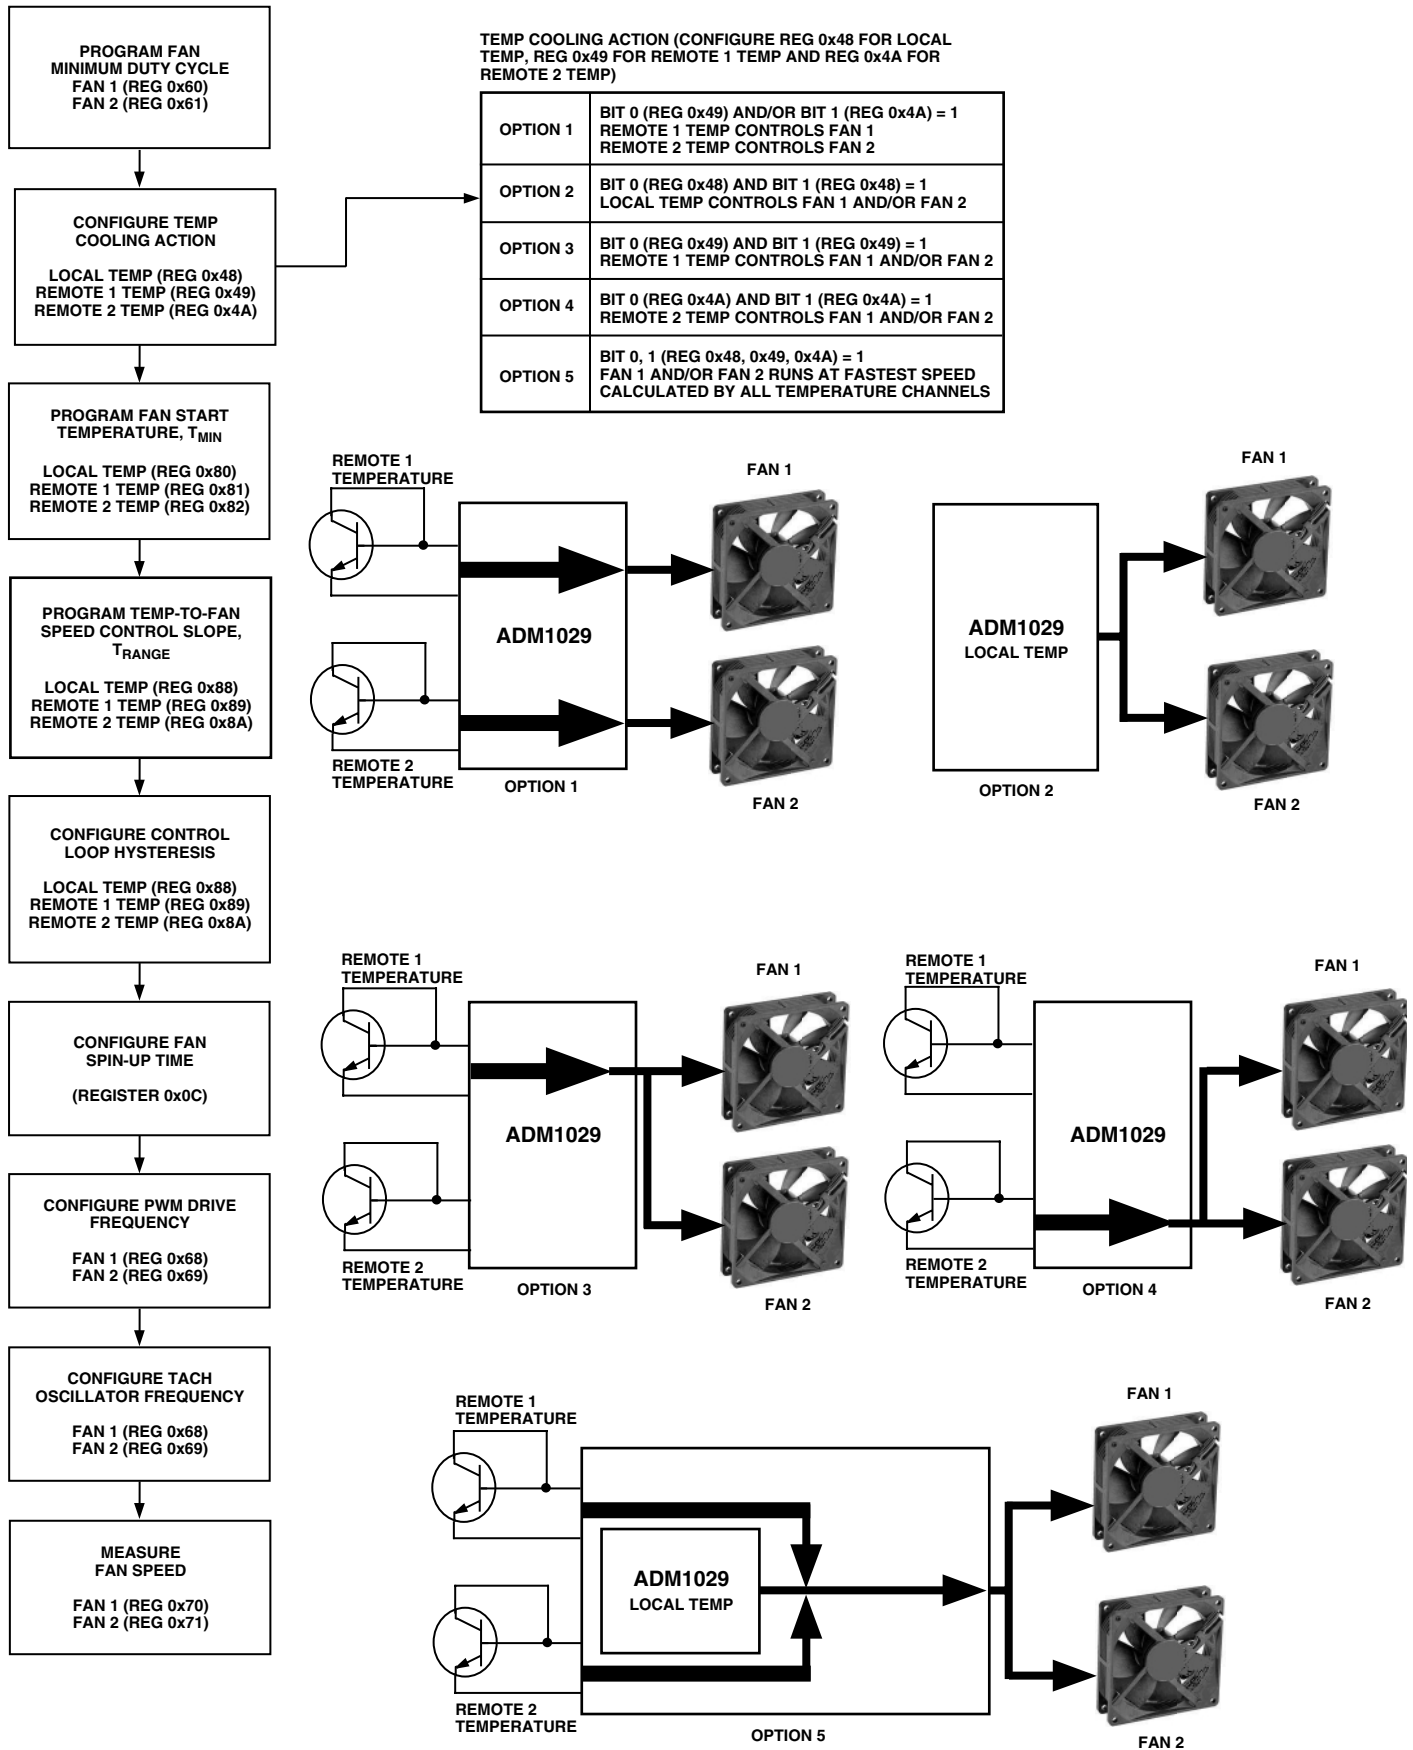 PROGRAM FAN
MINIMUM DUTY CYCLE
FAN 1 (REG 0x60)
FAN 2 (REG 0x61)
CONFIGURE TEMP
COOLING ACTION
LOCAL TEMP (REG 0x48)
REMOTE 1 TEMP (REG 0x49)
REMOTE 2 TEMP (REG 0x4A)
PROGRAM FAN START
TEMPERATURE, TMIN
LOCAL TEMP (REG 0x80)
REMOTE 1 TEMP (REG 0x81)
REMOTE 2 TEMP (REG 0x82)
PROGRAM TEMP-TO-FAN
SPEED CONTROL SLOPE,
TRANGE
LOCAL TEMP (REG 0x88)
REMOTE 1 TEMP (REG 0x89)
REMOTE 2 TEMP (REG 0x8A)
CONFIGURE CONTROL
LOOP HYSTERESIS
LOCAL TEMP (REG 0x88)
REMOTE 1 TEMP (REG 0x89)
REMOTE 2 TEMP (REG 0x8A)
CONFIGURE FAN
SPIN-UP TIME
(REGISTER 0x0C)
CONFIGURE PWM DRIVE
FREQUENCY
FAN 1 (REG 0x68)
FAN 2 (REG 0x69)
CONFIGURE TACH
OSCILLATOR FREQUENCY
FAN 1 (REG 0x68)
FAN 2 (REG 0x69)
MEASURE
FAN SPEED
FAN 1 (REG 0x70)
FAN 2 (REG 0x71)
TEMP COOLING ACTION (CONFIGURE REG 0x48 FOR LOCAL
TEMP, REG 0x49 FOR REMOTE 1 TEMP AND REG 0x4A FOR
REMOTE 2 TEMP)
OPTION 1
BIT 0 (REG 0x49) AND/OR BIT 1 (REG 0x4A) = 1
REMOTE 1 TEMP CONTROLS FAN 1
REMOTE 2 TEMP CONTROLS FAN 2
OPTION 2
BIT 0 (REG 0x48) AND BIT 1 (REG 0x48) = 1
LOCAL TEMP CONTROLS FAN 1 AND/OR FAN 2
OPTION 3
BIT 0 (REG 0x49) AND BIT 1 (REG 0x49) = 1
REMOTE 1 TEMP CONTROLS FAN 1 AND/OR FAN 2
OPTION 4
BIT 0 (REG 0x4A) AND BIT 1 (REG 0x4A) = 1
REMOTE 2 TEMP CONTROLS FAN 1 AND/OR FAN 2
OPTION 5
BIT 0, 1 (REG 0x48, 0x49, 0x4A) = 1
FAN 1 AND/OR FAN 2 RUNS AT FASTEST SPEED
CALCULATED BY ALL TEMPERATURE CHANNELS
REMOTE 1
TEMPERATURE
FAN 1
ADM1029
REMOTE 2
TEMPERATURE
OPTION 1
FAN 2
FAN 1
ADM1029
LOCAL TEMP
OPTION 2
FAN 2
REMOTE 1
TEMPERATURE
FAN 1
ADM1029
REMOTE 2
TEMPERATURE
OPTION 3
FAN 2
REMOTE 1
TEMPERATURE
FAN 1
ADM1029
REMOTE 2
TEMPERATURE
OPTION 4
FAN 2
REMOTE 1
TEMPERATURE
FAN 1
ADM1029
LOCAL TEMP
REMOTE 2
TEMPERATURE
OPTION 5
FAN 2